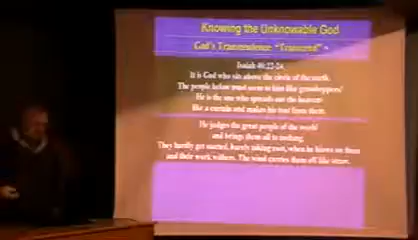 Knowing the Unknowable God
God's Transcendence "Transcend" =
Isaiah 40:22-24,
It is God who sits above the circle of the earth.
The people below must seem to him like grasshoppers!
He is the one who spreads out the heavens
like a curtain and makes his tent from them.
He judges the great people of the world
and brings them all to nothing.
They hardly get started, barely taking root, when he blows on them
and their work withers. The wind carries them off like straw.